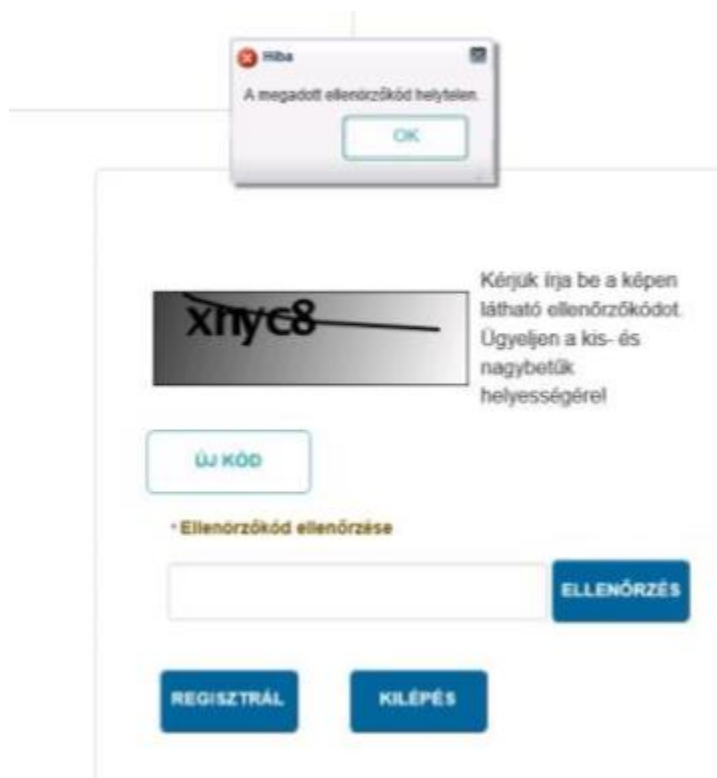 Hiba
A megadott ellenőrzőkód helytelen.
OK
xnyc8
Kérjük írja be a képen
látható ellenőrzőkódot.
Ügyeljen a kis- és
nagybetűk
helyességére!
ÚJ KÓD
* Ellenőrzőkód ellenőrzése
ELLENŐRZÉS
REGISZTRÁL
KILÉPÉS